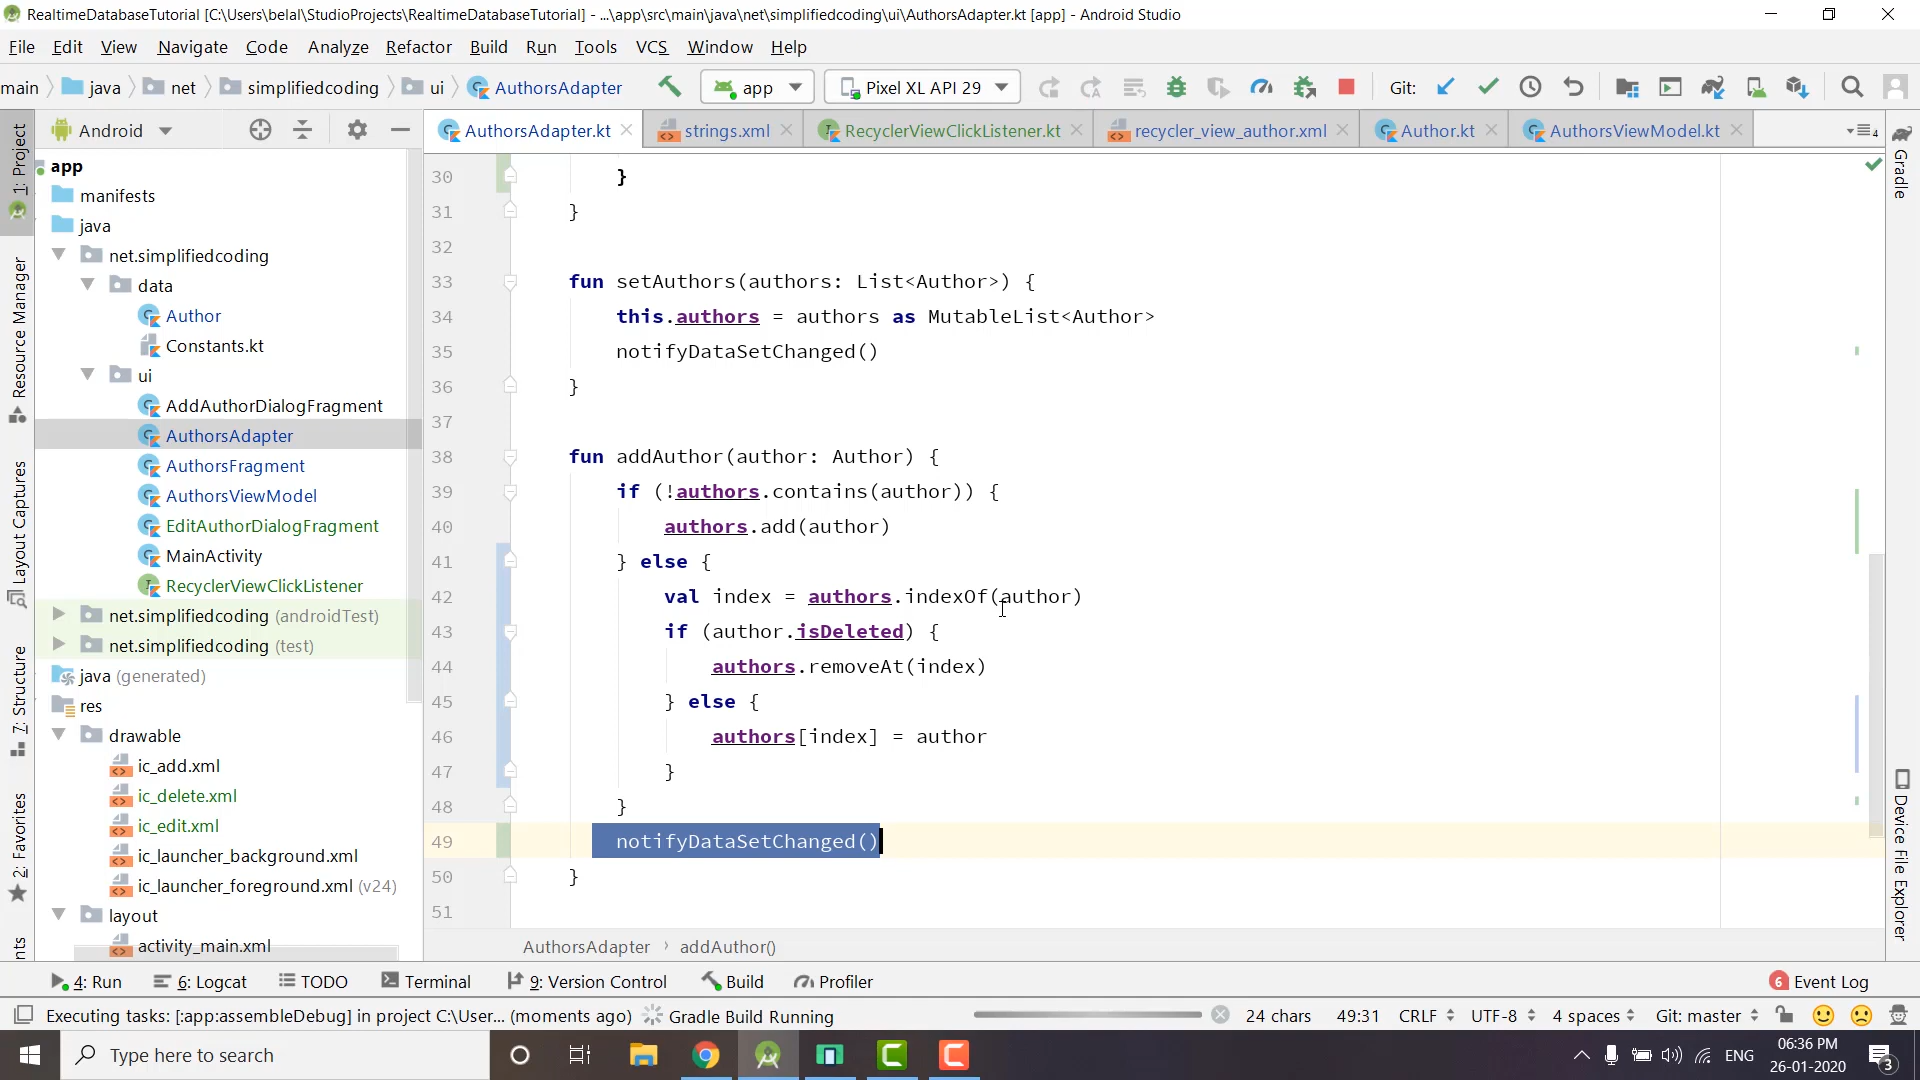 RealtimeDatabaseTutorial [C:\Users\belal\StudioProjects\RealtimeDatabaseTutorial] - ...\app\src\main\java\net\simplifiedcoding\ui\AuthorsAdapter.kt [app] - Android Studio
File Edit View Navigate Code Analyze Refactor Build Run Tools VCS Window Help
main java net simplifiedcoding ui AuthorsAdapter app Pixel XL API 29 Git:
1: Project
Resource Manager
Layout Captures
7: Structure
2: Favorites
Android
app
manifests
java
net.simplifiedcoding
data
Author
Constants.kt
ui
AddAuthorDialogFragment
AuthorsAdapter
AuthorsFragment
AuthorsViewModel
EditAuthorDialogFragment
MainActivity
RecyclerViewClickListener
net.simplifiedcoding (androidTest)
net.simplifiedcoding (test)
java (generated)
res
drawable
ic_add.xml
ic_delete.xml
ic_edit.xml
ic_launcher_background.xml
ic_launcher_foreground.xml (v24)
layout
activity_main.xml
AuthorsAdapter.kt strings.xml RecyclerViewClickListener.kt recycler_view_author.xml Author.kt AuthorsViewModel.kt 4
30 }
31 }
32
33 fun setAuthors(authors: List<Author>) {
34 this.authors = authors as MutableList<Author>
35 notifyDataSetChanged()
36 }
37
38 fun addAuthor(author: Author) {
39 if (!authors.contains(author)) {
40 authors.add(author)
41 } else {
42 val index = authors.indexOf(author)
43 if (author.isDeleted) {
44 authors.removeAt(index)
45 } else {
46 authors[index] = author
47 }
48 }
49 notifyDataSetChanged()
50 }
51
AuthorsAdapter › addAuthor()
Gradle
Device File Explorer
4: Run 6: Logcat TODO Terminal 9: Version Control Build Profiler 6 Event Log
Executing tasks: [:app:assembleDebug] in project C:\User... (moments ago) Gradle Build Running 24 chars 49:31 CRLF UTF-8 4 spaces Git: master
Type here to search ENG 06:36 PM
26-01-2020 3